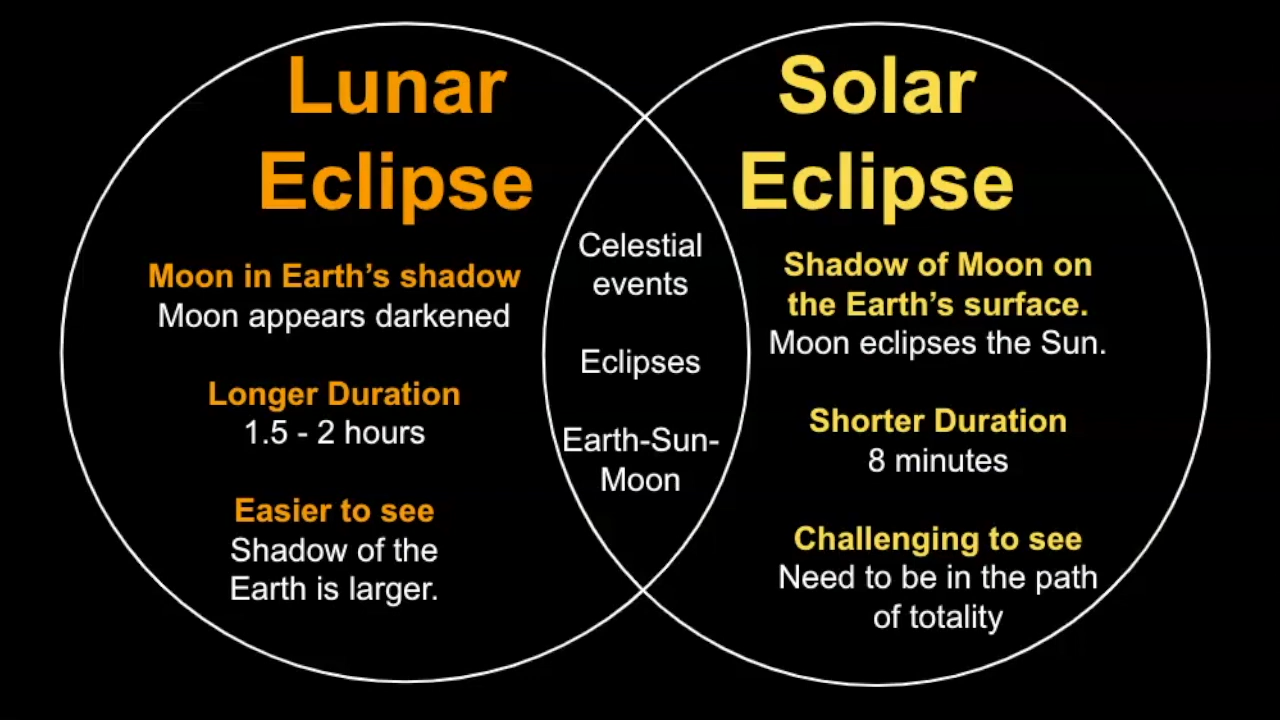 Lunar
Eclipse
Moon in Earth’s shadow
Moon appears darkened
Longer Duration
1.5 - 2 hours
Easier to see
Shadow of the
Earth is larger.
Celestial
events
Eclipses
Earth-Sun-
Moon
Solar
Eclipse
Shadow of Moon on
the Earth’s surface.
Moon eclipses the Sun.
Shorter Duration
8 minutes
Challenging to see
Need to be in the path
of totality